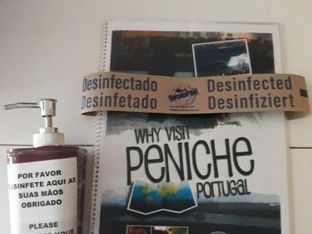 Desinfectado
Desinfetado
Desinfected
Desinfiziert
WHY VISIT
PENICHE
PORTUGAL
POR FAVOR
DESINFETE AQUI AS
SUAS MÃOS
OBRIGADO
PLEASE